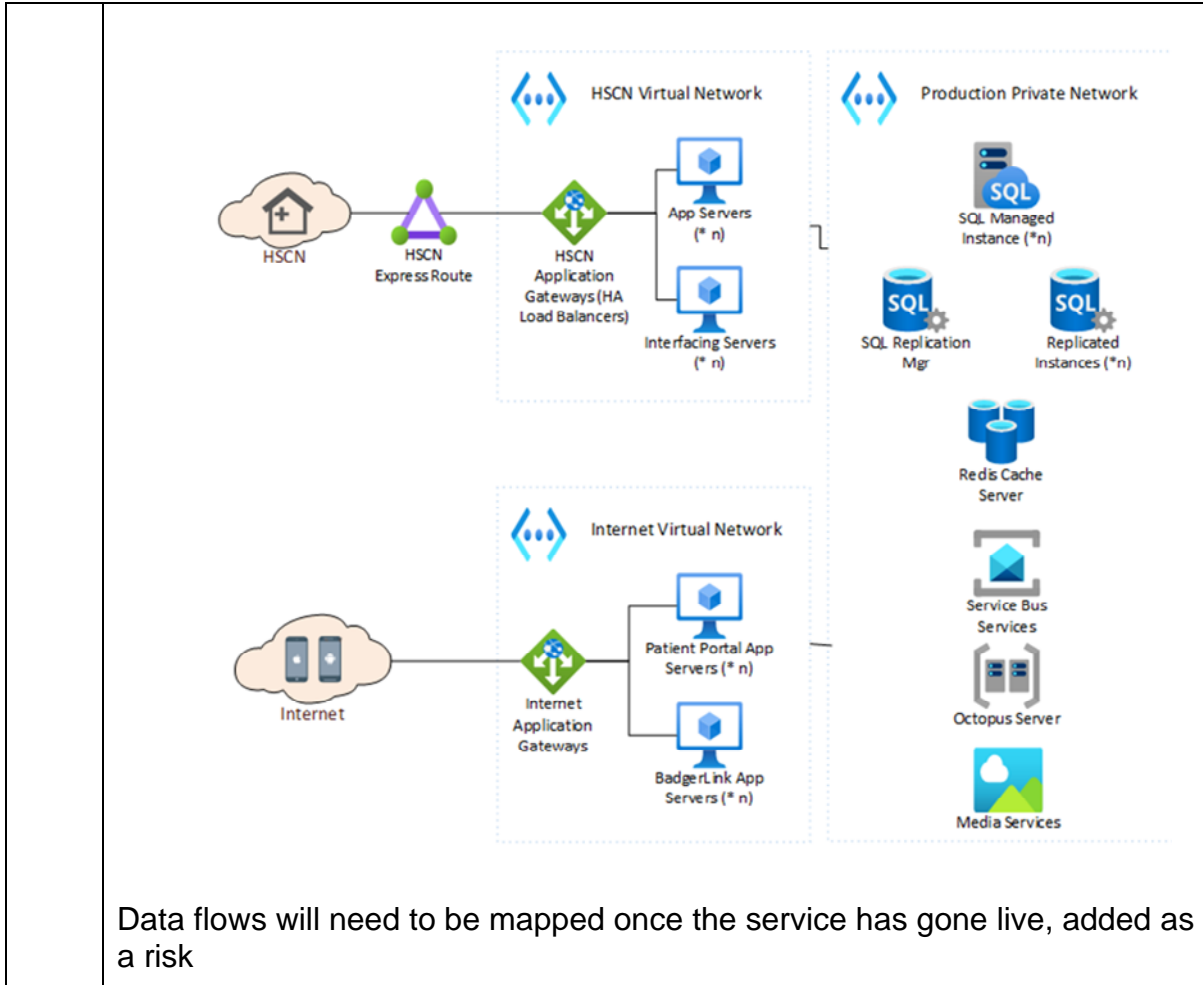 HSCN Virtual Network
Production Private Network
HSCN
HSCN
Express Route
HSCN
Application
Gateways (HA
Load Balancers)
App Servers
(* n)
Interfacing Servers
(* n)
SQL
SQL Managed
Instance (*n)
SQL
SQL Replication
Mgr
SQL
Replicated
Instances (*n)
Redis Cache
Server
Internet Virtual Network
Internet
Internet
Application
Gateways
Patient Portal App
Servers (* n)
BadgerLink App
Servers (* n)
Service Bus
Services
Octopus Server
Media Services
Data flows will need to be mapped once the service has gone live, added as
a risk